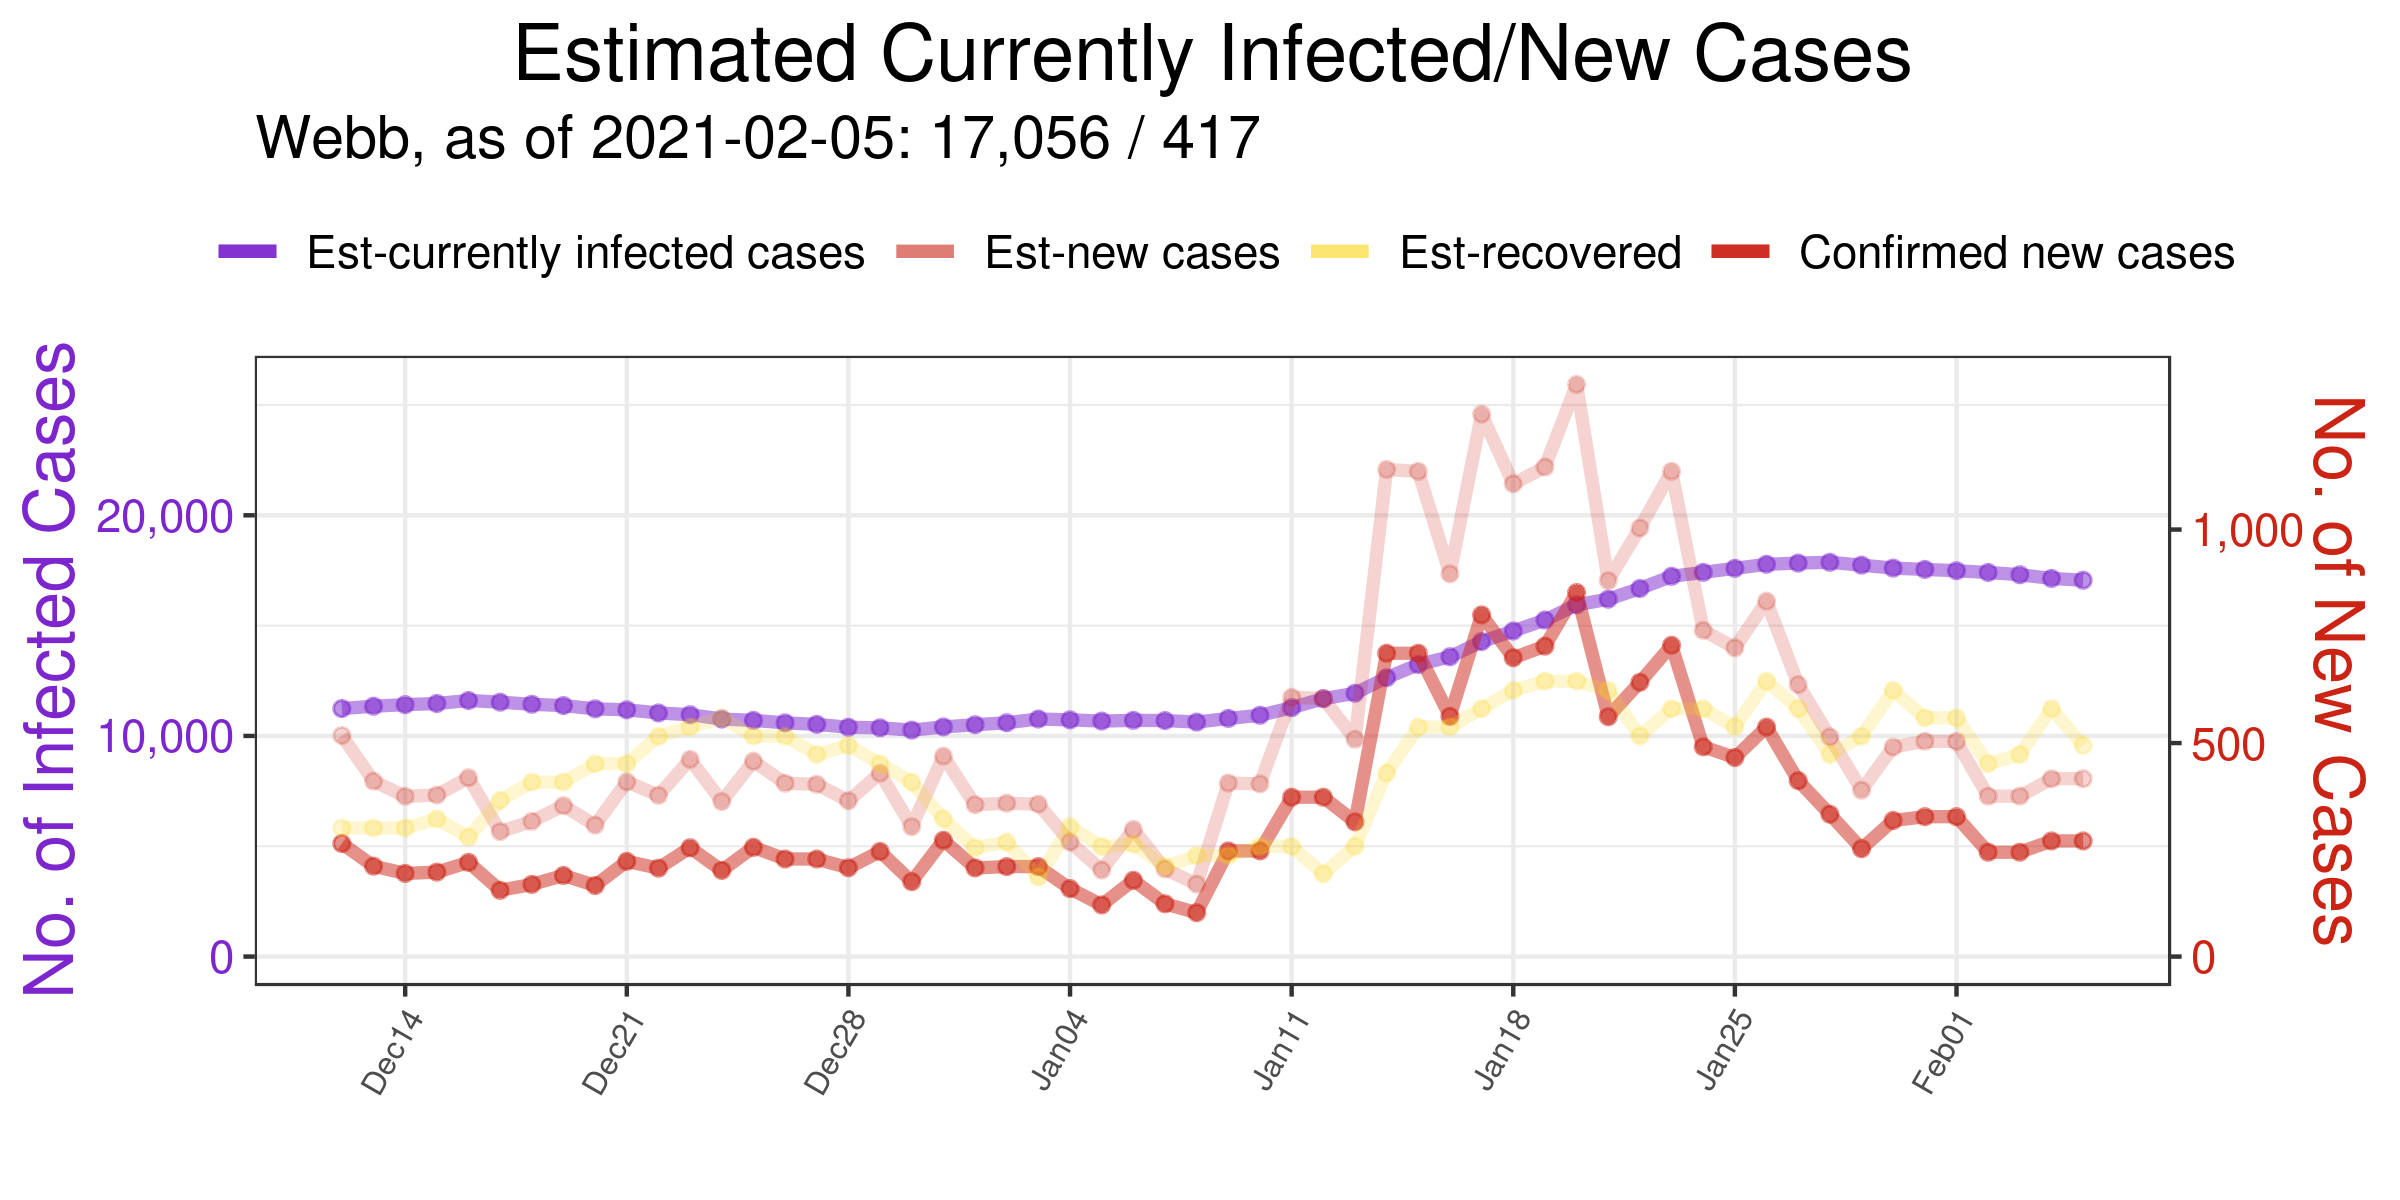 Estimated Currently Infected/New Cases
Webb, as of 2021-02-05: 17,056 / 417
Est-currently infected cases Est-new cases Est-recovered Confirmed new cases
No. of Infected Cases
20,000
10,000
0
No. of New Cases
1,000
500
0
Dec14 Dec21 Dec28 Jan04 Jan11 Jan18 Jan25 Feb01